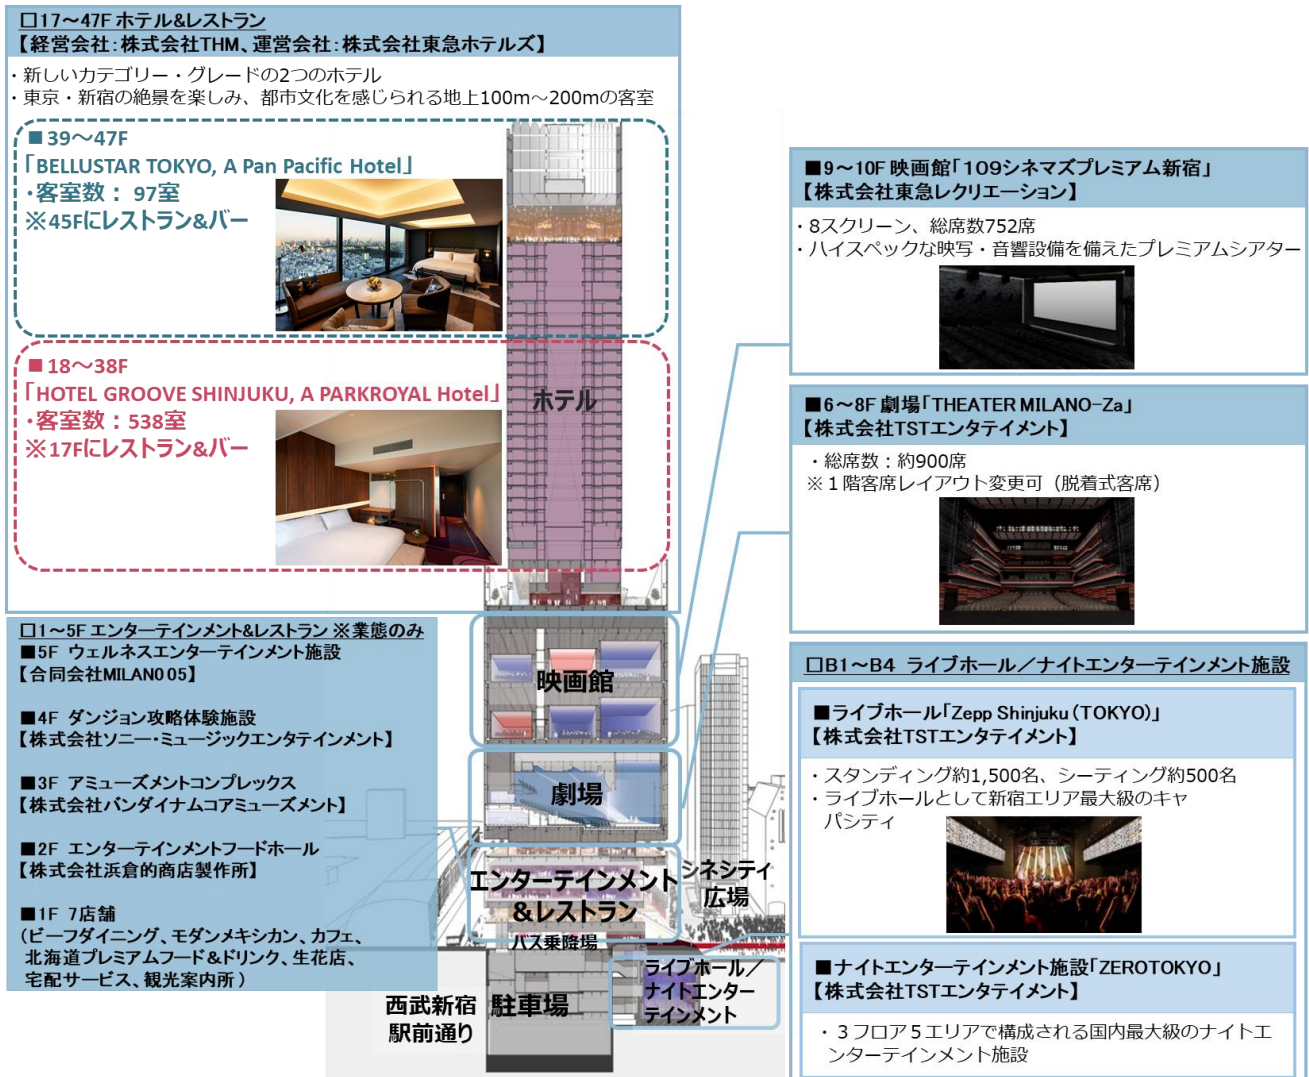 □17～47F ホテル&レストラン
【経営会社：株式会社THM、運営会社：株式会社東急ホテルズ】
・新しいカテゴリー・グレードの2つのホテル
・東京・新宿の絶景を楽しみ、都市文化を感じられる地上100m～200mの客室
■39～47F
「BELLUSTAR TOKYO, A Pan Pacific Hotel」
・客室数： 97室
※45Fにレストラン&バー
■18～38F
「HOTEL GROOVE SHINJUKU, A PARKROYAL Hotel」
・客室数：538室
※17Fにレストラン&バー
ホテル
□1～5F エンターテインメント&レストラン ※業態のみ
■5F ウェルネスエンターテインメント施設
【合同会社MILANO05】
■4F ダンジョン攻略体験施設
【株式会社ソニー・ミュージックエンタテインメント】
■3F アミューズメントコンプレックス
【株式会社バンダイナムコアミューズメント】
■2F エンターテインメントフードホール
【株式会社浜倉的商店製作所】
■1F 7店舗
（ビーフダイニング、モダンメキシカン、カフェ、
北海道プレミアムフード&ドリンク、生花店、
宅配サービス、観光案内所）
映画館
劇場
エンターテインメント
&レストラン
シネシティ
広場
バス乗降場
ライブホール／
ナイトエンター
テインメント
西武新宿
駅前通り
駐車場
■9～10F 映画館「109シネマズプレミアム新宿」
【株式会社東急レクリエーション】
・8スクリーン、総席数752席
・ハイスペックな映写・音響設備を備えたプレミアムシアター
■6～8F 劇場「THEATER MILANO-Za」
【株式会社TSTエンタテイメント】
・総席数：約900席
※１階客席レイアウト変更可（脱着式客席）
□B1～B4 ライブホール／ナイトエンターテインメント施設
■ライブホール「Zepp Shinjuku（TOKYO）」
【株式会社TSTエンタテイメント】
・スタンディング約1,500名、シーティング約500名
・ライブホールとして新宿エリア最大級のキャ
パシティ
■ナイトエンターテインメント施設「ZEROTOKYO」
【株式会社TSTエンタテイメント】
・３フロア５エリアで構成される国内最大級のナイトエ
ンターテインメント施設